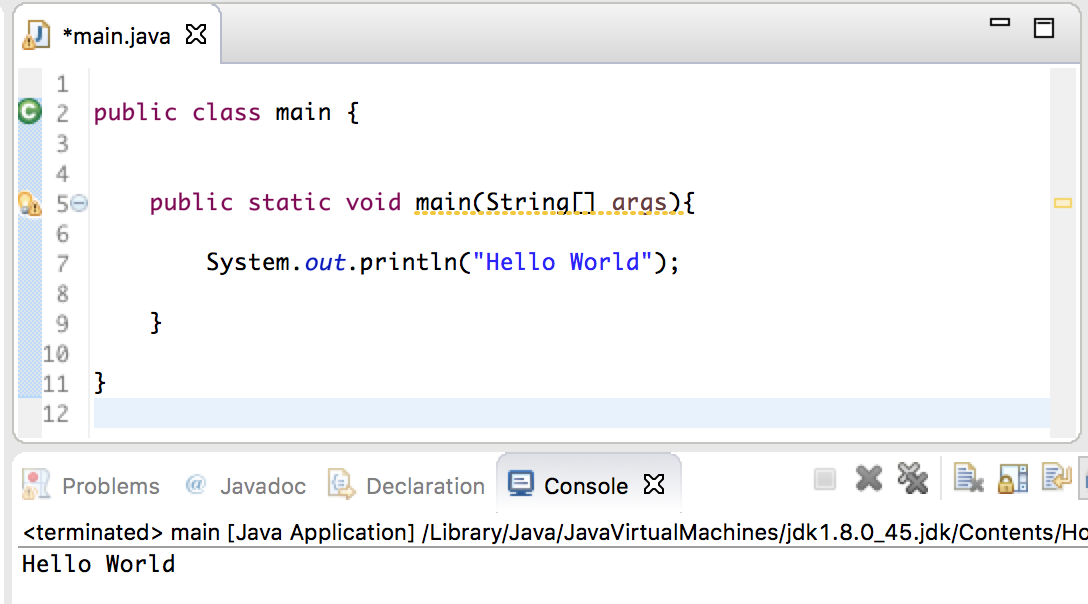 *main.java
1
2 public class main {
3
4
5 public static void main(String[] args){
6
7 System.out.println("Hello World");
8
9 }
10
11 }
12
Problems @ Javadoc Declaration Console
<terminated> main [Java Application] /Library/Java/JavaVirtualMachines/jdk1.8.0_45.jdk/Contents/Ho
Hello World